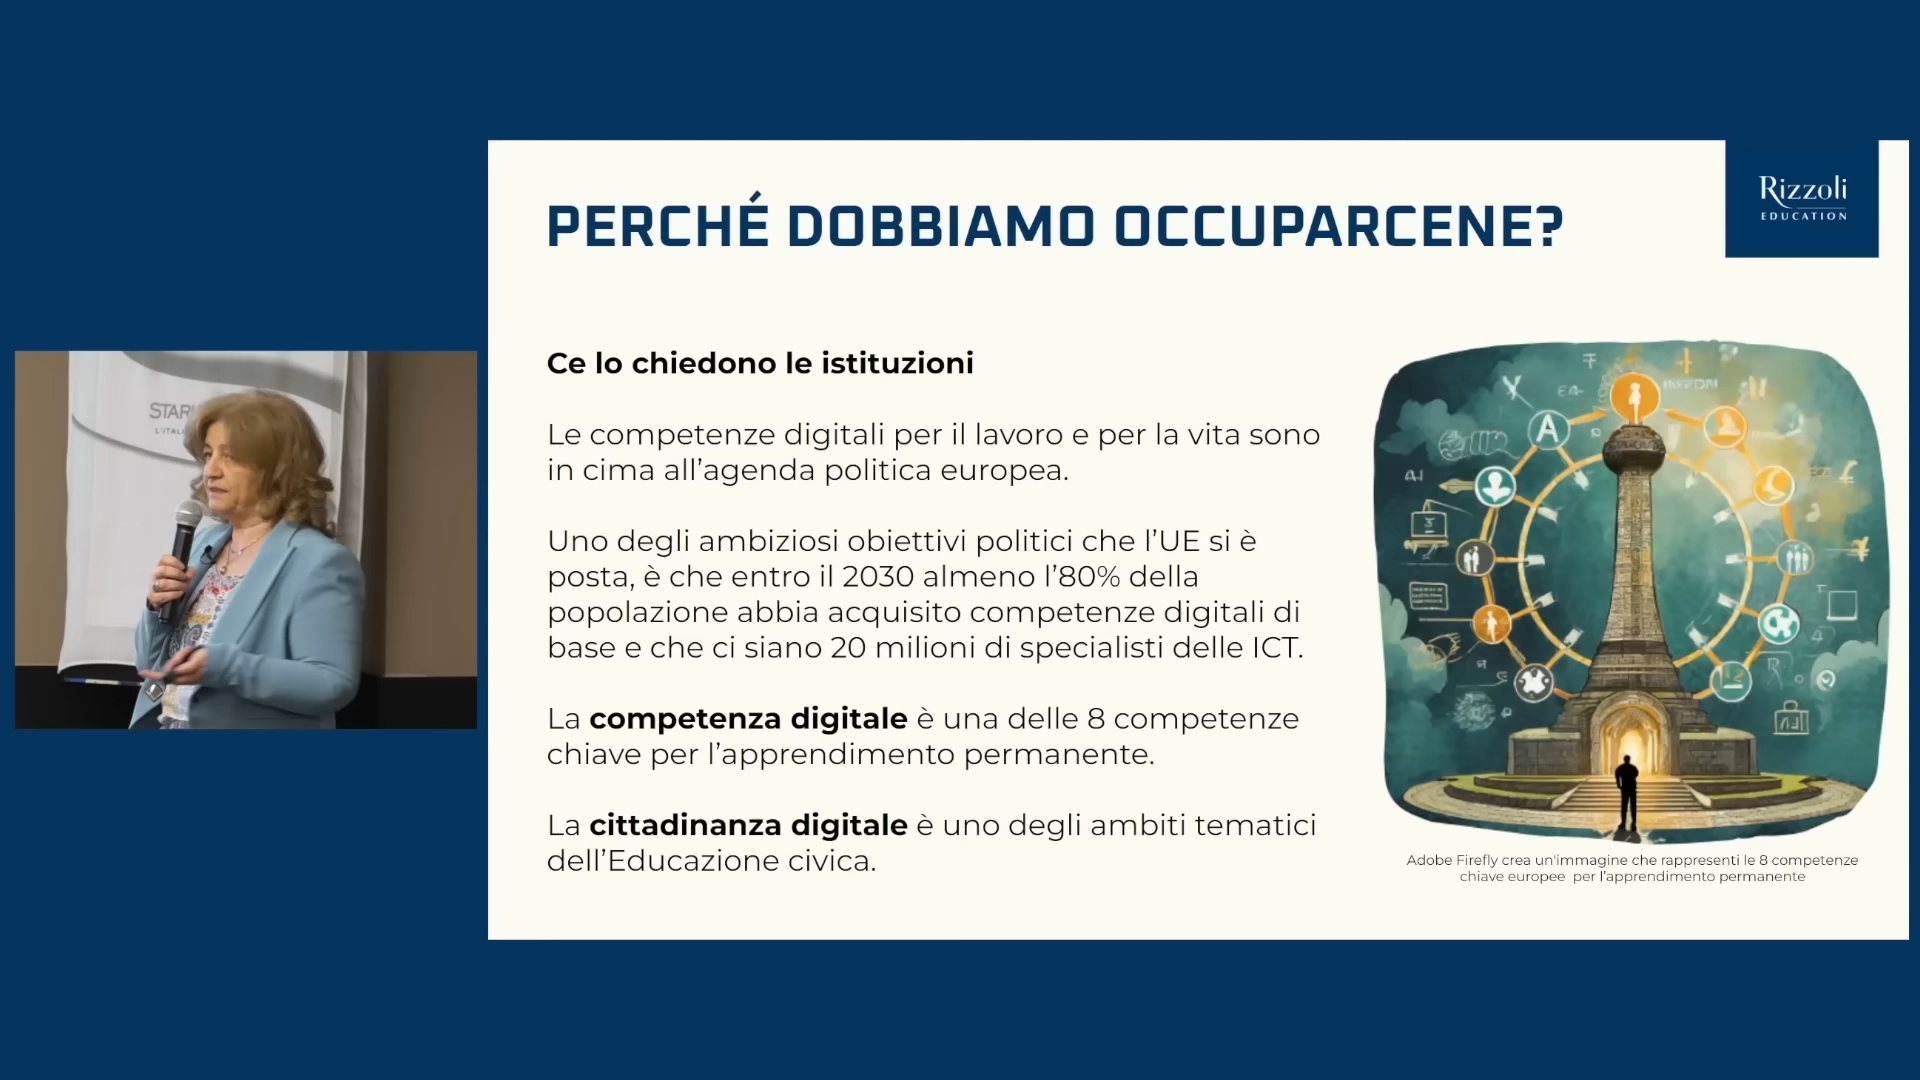 PERCHÉ DOBBIAMO OCCUPARCENE?
Rizzoli
EDUCATION
Ce lo chiedono le istituzioni
Le competenze digitali per il lavoro e per la vita sono
in cima all’agenda politica europea.
Uno degli ambiziosi obiettivi politici che l’UE si è
posta, è che entro il 2030 almeno l’80% della
popolazione abbia acquisito competenze digitali di
base e che ci siano 20 milioni di specialisti delle ICT.
La competenza digitale è una delle 8 competenze
chiave per l’apprendimento permanente.
La cittadinanza digitale è uno degli ambiti tematici
dell’Educazione civica.
A
Adobe Firefly crea un'immagine che rappresenti le 8 competenze
chiave europee  per l’apprendimento permanente